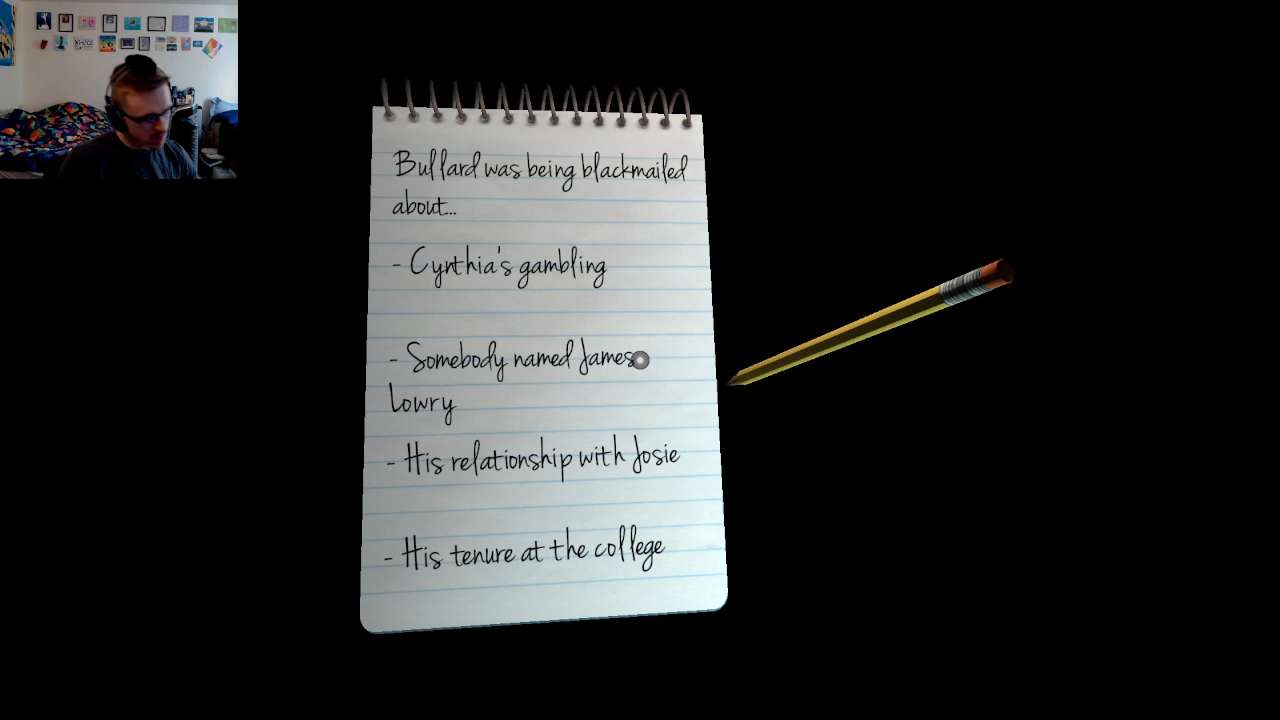 Bullard was being blackmailed
about...
- Cynthia's gambling
- Somebody named James
Lowry
- His relationship with Josie
- His tenure at the college